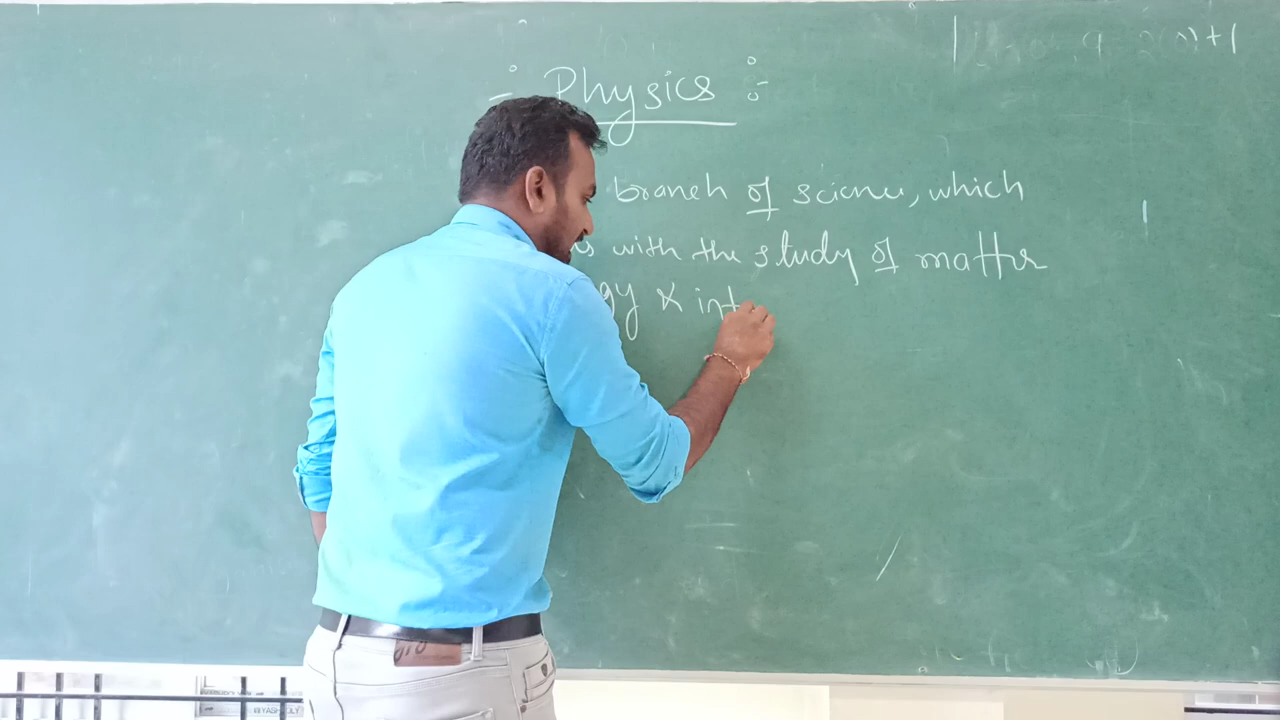 -: Physics :-
branch of science, which
with the study of matter
gy & int